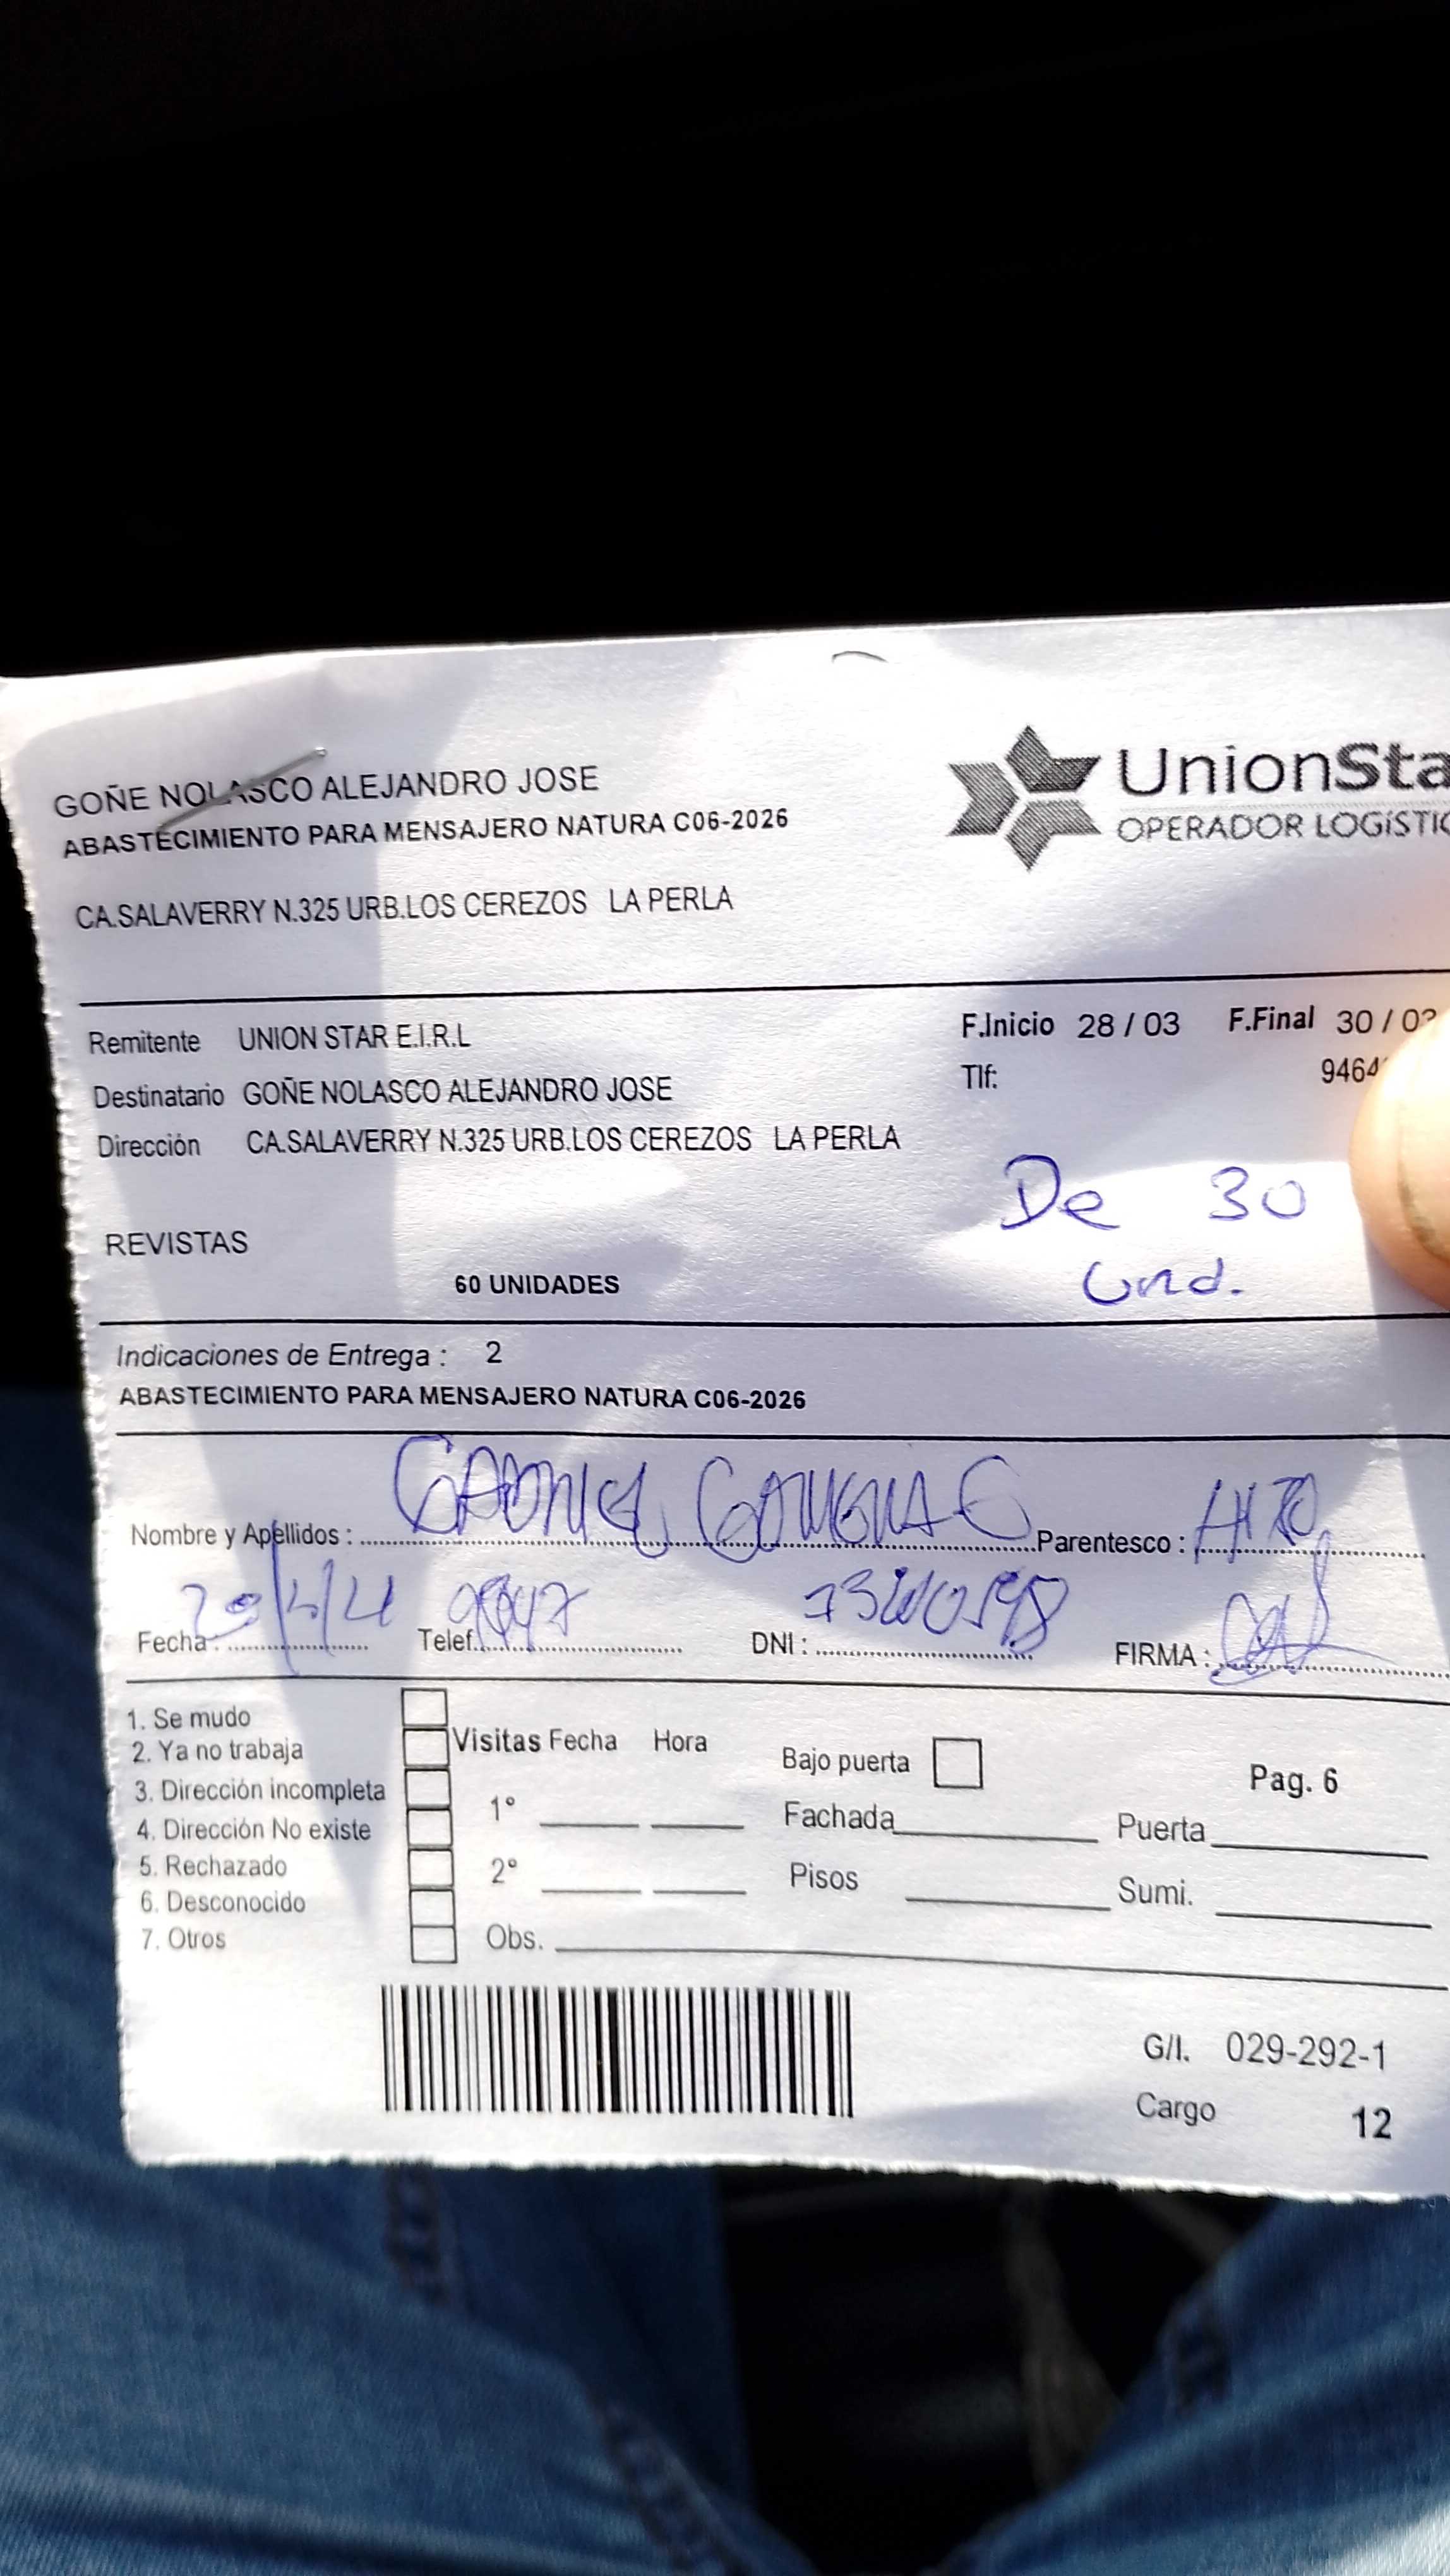 GOÑE NOLASCO ALEJANDRO JOSE
ABASTECIMIENTO PARA MENSAJERO NATURA C06-2026
CA.SALAVERRY N.325 URB.LOS CEREZOS LA PERLA
UnionSta
OPERADOR LOGíSTIC
Remitente UNION STAR E.I.R.L
Destinatario GOÑE NOLASCO ALEJANDRO JOSE
Dirección CA.SALAVERRY N.325 URB.LOS CEREZOS LA PERLA
F.Inicio 28 / 03 F.Final 30 / 03
Tlf: 9464
De 30
Und.
REVISTAS
60 UNIDADES
Indicaciones de Entrega : 2
ABASTECIMIENTO PARA MENSAJERO NATURA C06-2026
Nombre y Apellidos : Parentesco :
Fecha : Telef. DNI : FIRMA :
1. Se mudo
2. Ya no trabaja
3. Dirección incompleta
4. Dirección No existe
5. Rechazado
6. Desconocido
7. Otros
Visitas Fecha Hora
1°
2°
Obs.
Bajo puerta
Fachada
Pisos
Pag. 6
Puerta
Sumi.
G/I. 029-292-1
Cargo 12